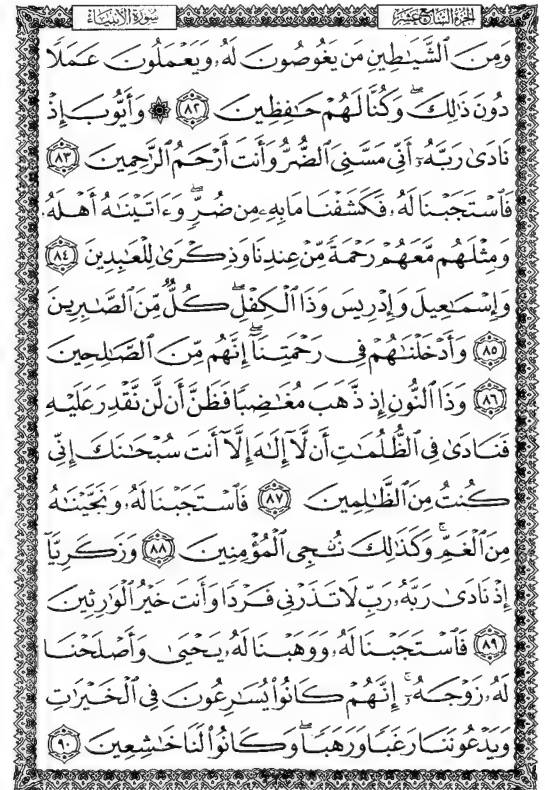 الجزء السابع عشر
سورة الأنبياء
وَمِنَ ٱلشَّيَٰطِينِ مَن يَغُوصُونَ لَهُۥ وَيَعْمَلُونَ عَمَلًا
دُونَ ذَٰلِكَ ۖ وَكُنَّا لَهُمْ حَٰفِظِينَ ﴿٨٢﴾ ۞ وَأَيُّوبَ إِذْ
نَادَىٰ رَبَّهُۥٓ أَنِّى مَسَّنِىَ ٱلضُّرُّ وَأَنتَ أَرْحَمُ ٱلرَّٰحِمِينَ ﴿٨٣﴾
فَٱسْتَجَبْنَا لَهُۥ فَكَشَفْنَا مَا بِهِۦ مِن ضُرٍّ ۖ وَءَاتَيْنَٰهُ أَهْلَهُۥ
وَمِثْلَهُم مَّعَهُمْ رَحْمَةً مِّنْ عِندِنَا وَذِكْرَىٰ لِلْعَٰبِدِينَ ﴿٨٤﴾
وَإِسْمَٰعِيلَ وَإِدْرِيسَ وَذَا ٱلْكِفْلِ ۖ كُلٌّ مِّنَ ٱلصَّٰبِرِينَ
﴿٨٥﴾ وَأَدْخَلْنَٰهُمْ فِى رَحْمَتِنَآ ۖ إِنَّهُم مِّنَ ٱلصَّٰلِحِينَ
﴿٨٦﴾ وَذَا ٱلنُّونِ إِذ ذَّهَبَ مُغَٰضِبًا فَظَنَّ أَن لَّن نَّقْدِرَ عَلَيْهِ
فَنَادَىٰ فِى ٱلظُّلُمَٰتِ أَن لَّآ إِلَٰهَ إِلَّآ أَنتَ سُبْحَٰنَكَ إِنِّى
كُنتُ مِنَ ٱلظَّٰلِمِينَ ﴿٨٧﴾ فَٱسْتَجَبْنَا لَهُۥ وَنَجَّيْنَٰهُ
مِنَ ٱلْغَمِّ ۚ وَكَذَٰلِكَ نُۨجِى ٱلْمُؤْمِنِينَ ﴿٨٨﴾ وَزَكَرِيَّآ
إِذْ نَادَىٰ رَبَّهُۥ رَبِّ لَا تَذَرْنِى فَرْدًا وَأَنتَ خَيْرُ ٱلْوَٰرِثِينَ
﴿٨٩﴾ فَٱسْتَجَبْنَا لَهُۥ وَوَهَبْنَا لَهُۥ يَحْيَىٰ وَأَصْلَحْنَا
لَهُۥ زَوْجَهُۥٓ ۚ إِنَّهُمْ كَانُوا۟ يُسَٰرِعُونَ فِى ٱلْخَيْرَٰتِ
وَيَدْعُونَنَا رَغَبًا وَرَهَبًا ۖ وَكَانُوا۟ لَنَا خَٰشِعِينَ ﴿٩٠﴾